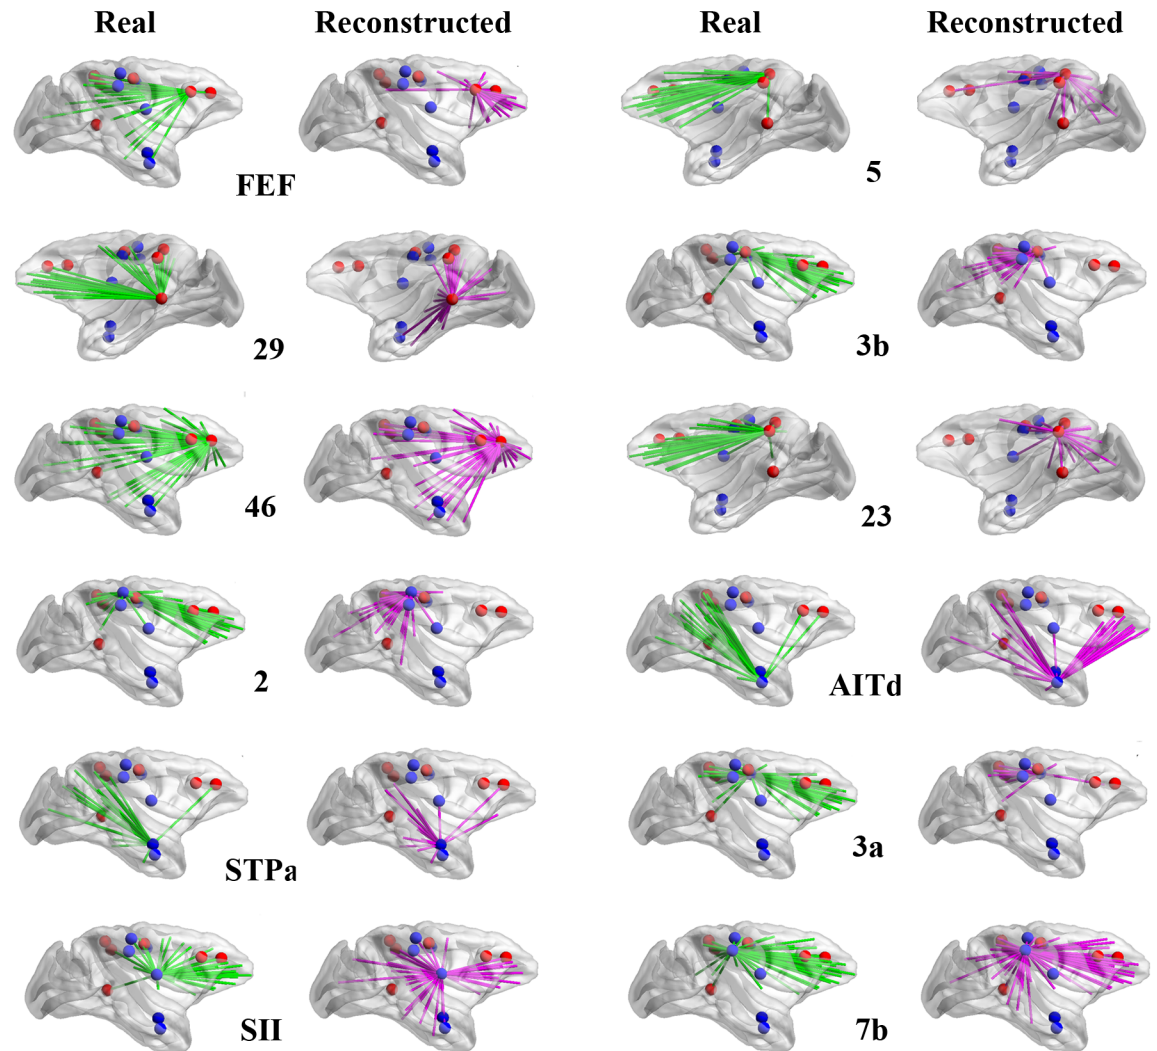 Real Reconstructed Real Reconstructed
FEF 5
29 3b
46 23
2 AITd
STPa 3a
SII 7b